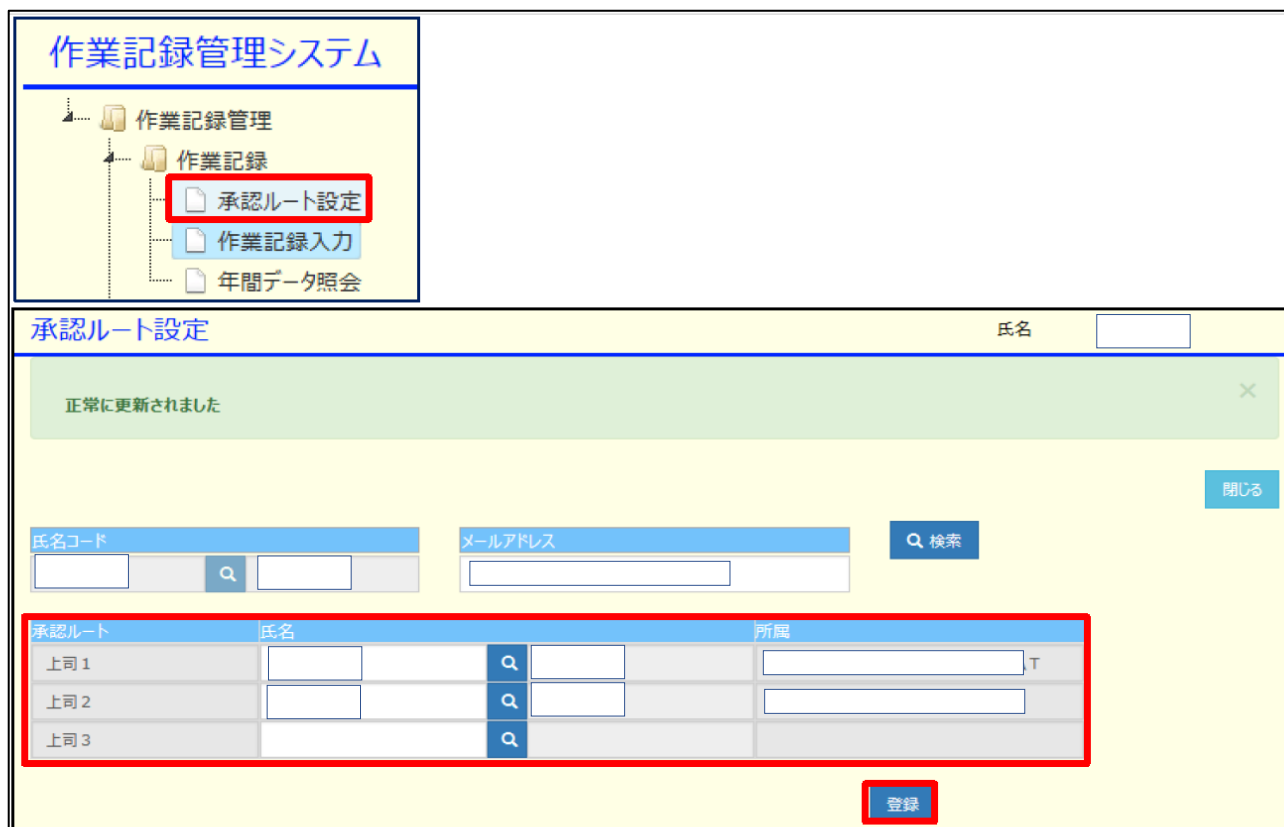 作業記録管理システム
作業記録管理
作業記録
承認ルート設定
作業記録入力
年間データ照会
承認ルート設定 氏名
正常に更新されました
×
閉じる
氏名コード メールアドレス 検索
承認ルート 氏名 所属
上司1 T
上司2
上司3
登録